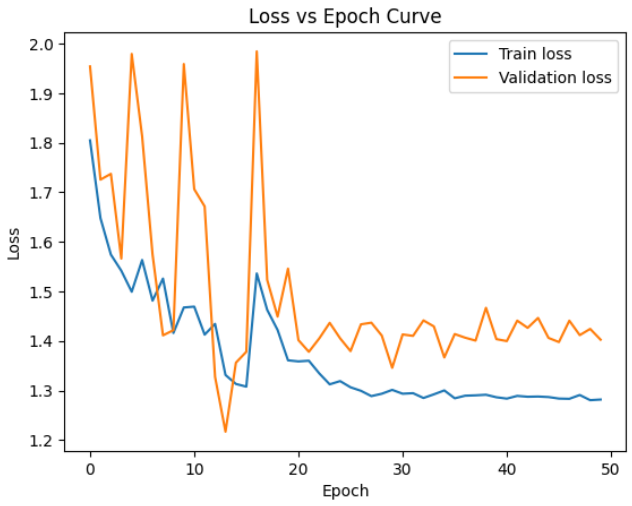 Loss vs Epoch Curve
Train loss
Validation loss
2.0
1.9
1.8
1.7
1.6
1.5
1.4
1.3
1.2
Loss
0 10 20 30 40 50
Epoch